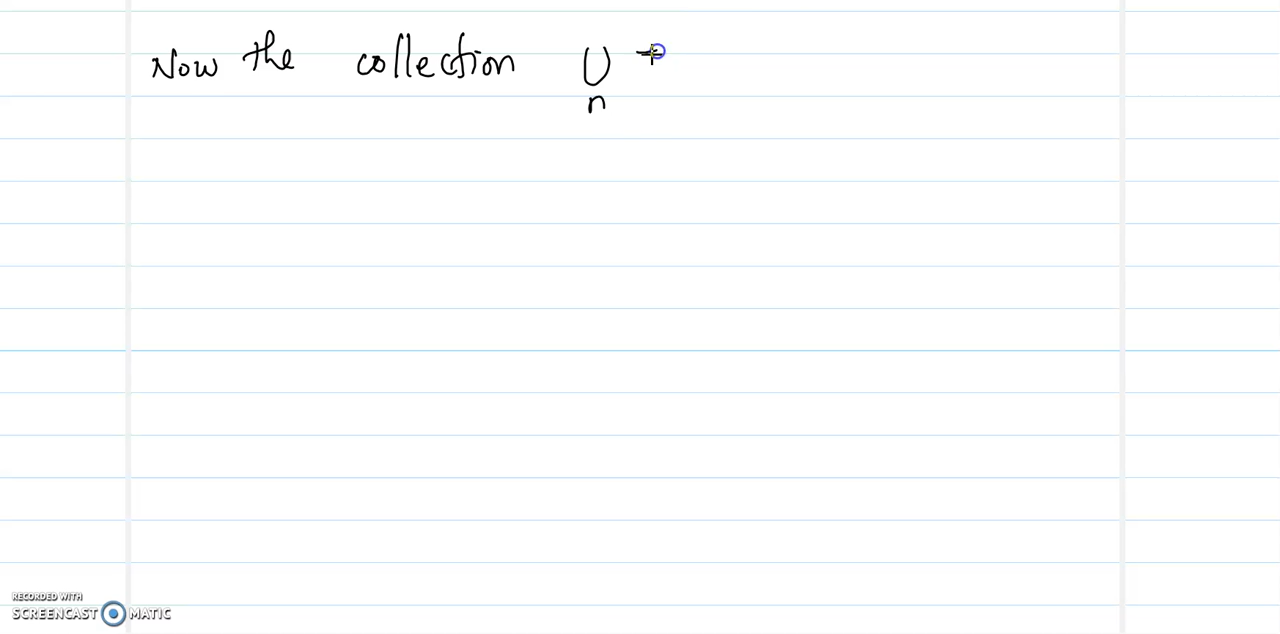 Now the collection ∪
n
RECORDED WITH
SCREENCAST MATIC